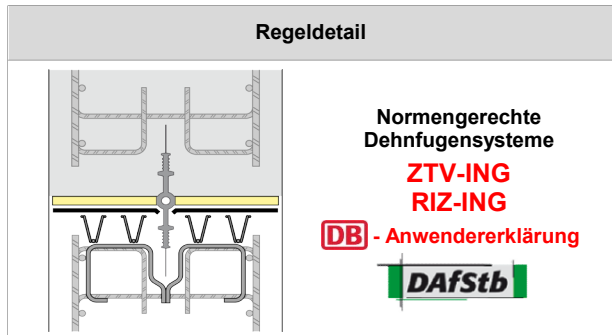 Regeldetail
Normengerechte
Dehnfugensysteme
ZTV-ING
RIZ-ING
DB - Anwendererklärung
DAfStb